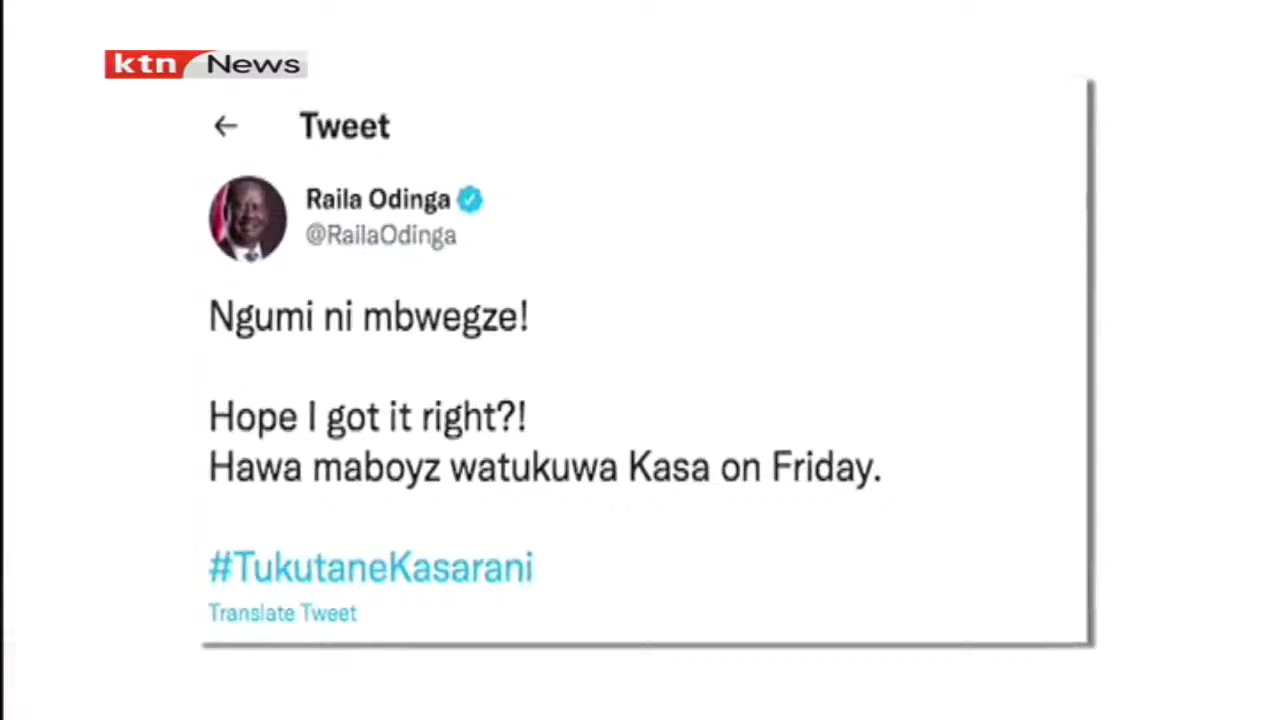 ktn News
Tweet
Raila Odinga
@RailaOdinga
Ngumi ni mbwegze!
Hope I got it right?!
Hawa maboyz watukuwa Kasa on Friday.
#TukutaneKasarani
Translate Tweet